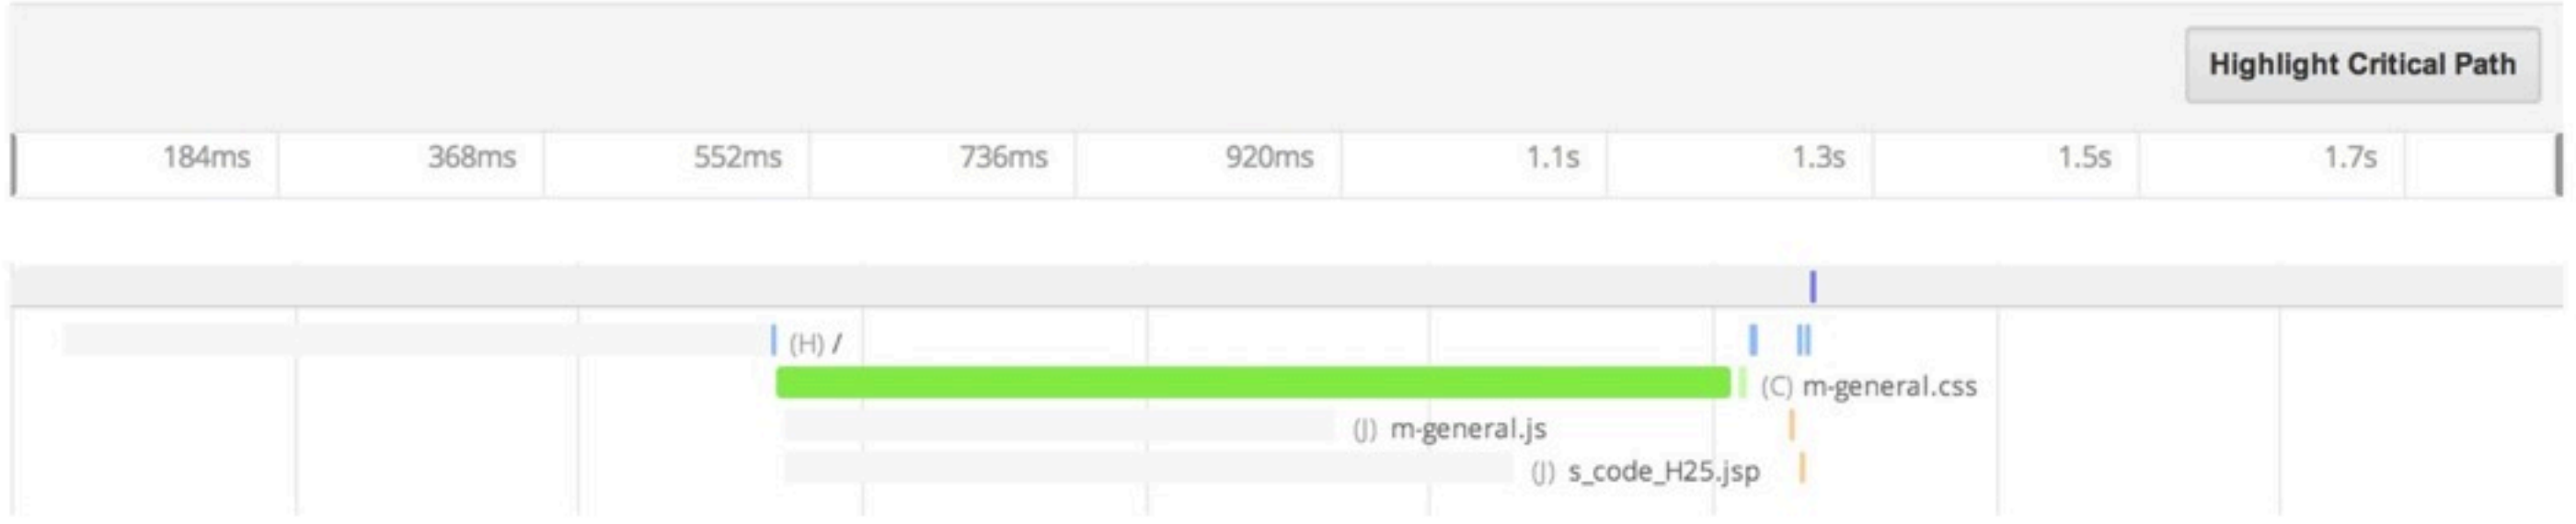 Highlight Critical Path
184ms 368ms 552ms 736ms 920ms 1.1s 1.3s 1.5s 1.7s
(H) /
(C) m-general.css
(J) m-general.js
(J) s_code_H25.jsp